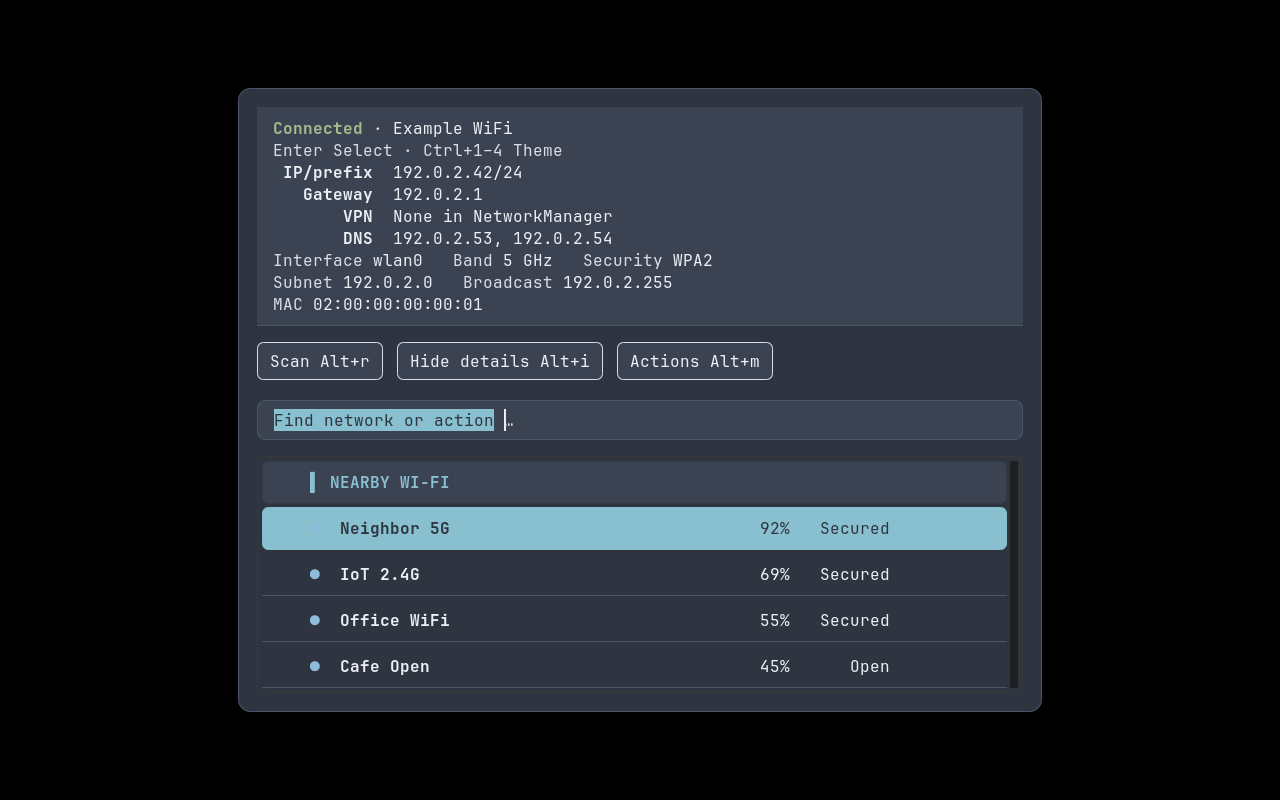 Connected · Example WiFi
Enter Select · Ctrl+1–4 Theme
IP/prefix 192.0.2.42/24
Gateway 192.0.2.1
VPN None in NetworkManager
DNS 192.0.2.53, 192.0.2.54
Interface wlan0 Band 5 GHz Security WPA2
Subnet 192.0.2.0 Broadcast 192.0.2.255
MAC 02:00:00:00:00:01
Scan Alt+r Hide details Alt+i Actions Alt+m
Find network or action …
NEARBY WI-FI
Neighbor 5G 92% Secured
IoT 2.4G 69% Secured
Office WiFi 55% Secured
Cafe Open 45% Open